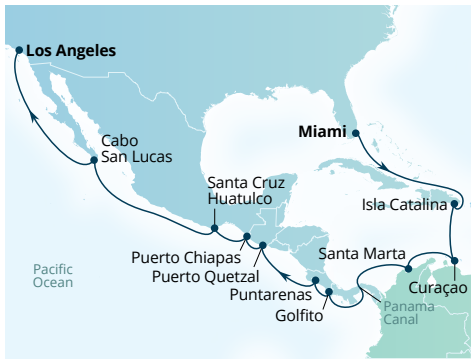 Los Angeles
Miami
Cabo
San Lucas
Santa Cruz
Huatulco
Isla Catalina
Puerto Chiapas
Santa Marta
Puerto Quetzal
Pacific
Ocean
Curaçao
Puntarenas
Panama
Canal
Golfito